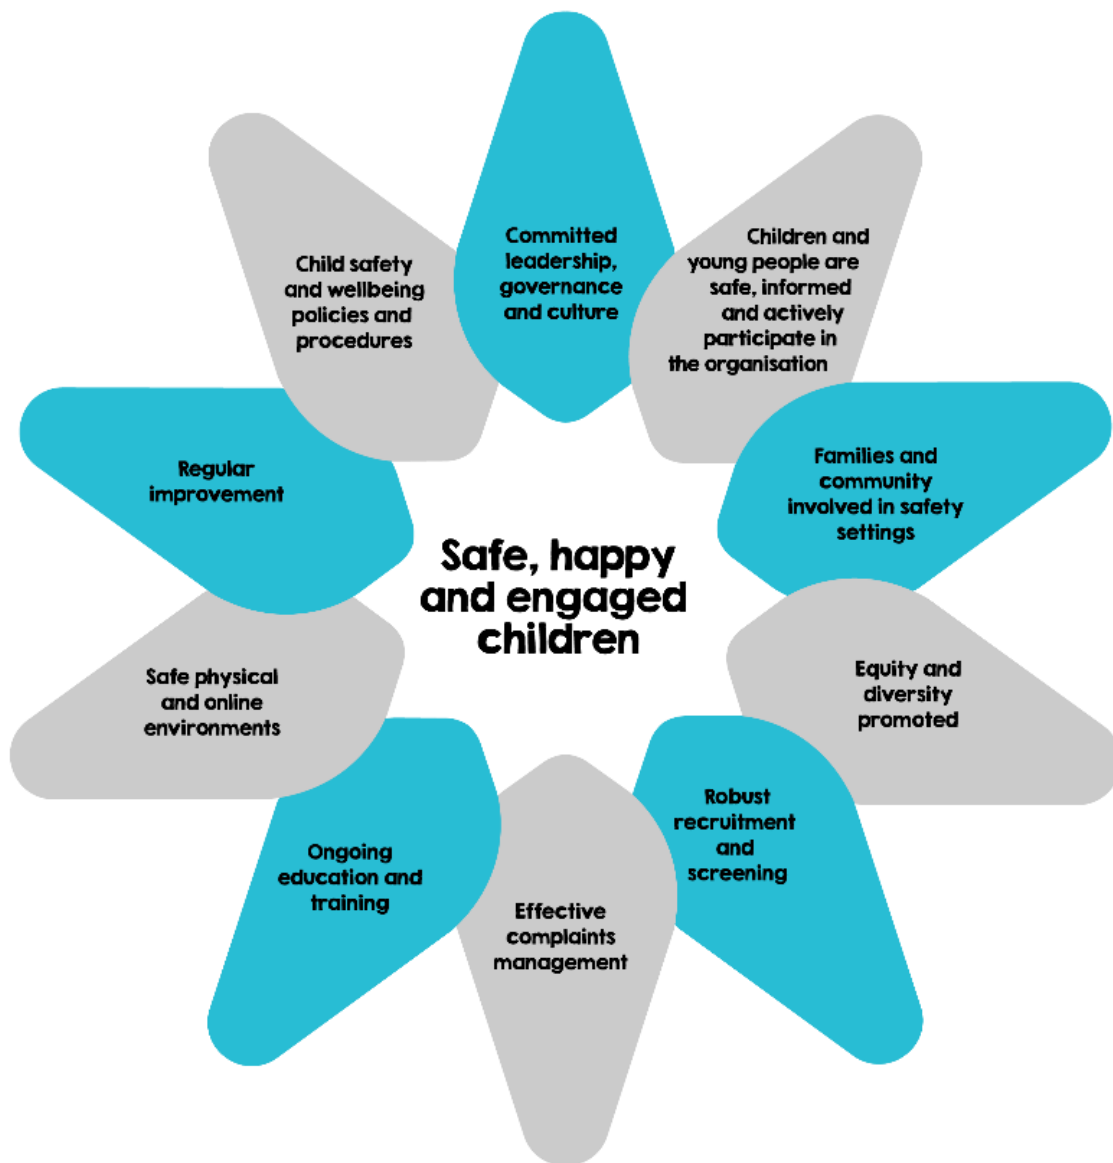 Committed
leadership,
governance
and culture
Children and
young people are
safe, informed
and actively
participate in
the organisation
Families and
community
involved in safety
settings
Equity and
diversity
promoted
Robust
recruitment
and
screening
Effective
complaints
management
Ongoing
education and
training
Safe physical
and online
environments
Regular
improvement
Child safety
and wellbeing
policies and
procedures
Safe, happy
and engaged
children